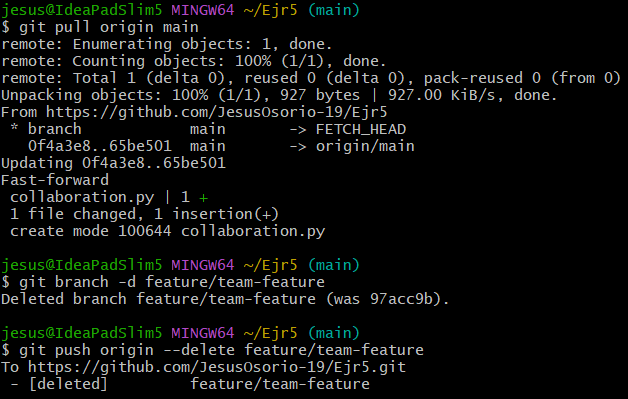 jesus@IdeaPadSlim5 MINGW64 ~/Ejr5 (main)
$ git pull origin main
remote: Enumerating objects: 1, done.
remote: Counting objects: 100% (1/1), done.
remote: Total 1 (delta 0), reused 0 (delta 0), pack-reused 0 (from 0)
Unpacking objects: 100% (1/1), 927 bytes | 927.00 KiB/s, done.
From https://github.com/JesusOsorio-19/Ejr5
 * branch            main       -> FETCH_HEAD
   0f4a3e8..65be501  main       -> origin/main
Updating 0f4a3e8..65be501
Fast-forward
 collaboration.py | 1 +
 1 file changed, 1 insertion(+)
 create mode 100644 collaboration.py

jesus@IdeaPadSlim5 MINGW64 ~/Ejr5 (main)
$ git branch -d feature/team-feature
Deleted branch feature/team-feature (was 97acc9b).

jesus@IdeaPadSlim5 MINGW64 ~/Ejr5 (main)
$ git push origin --delete feature/team-feature
To https://github.com/JesusOsorio-19/Ejr5.git
 - [deleted]         feature/team-feature